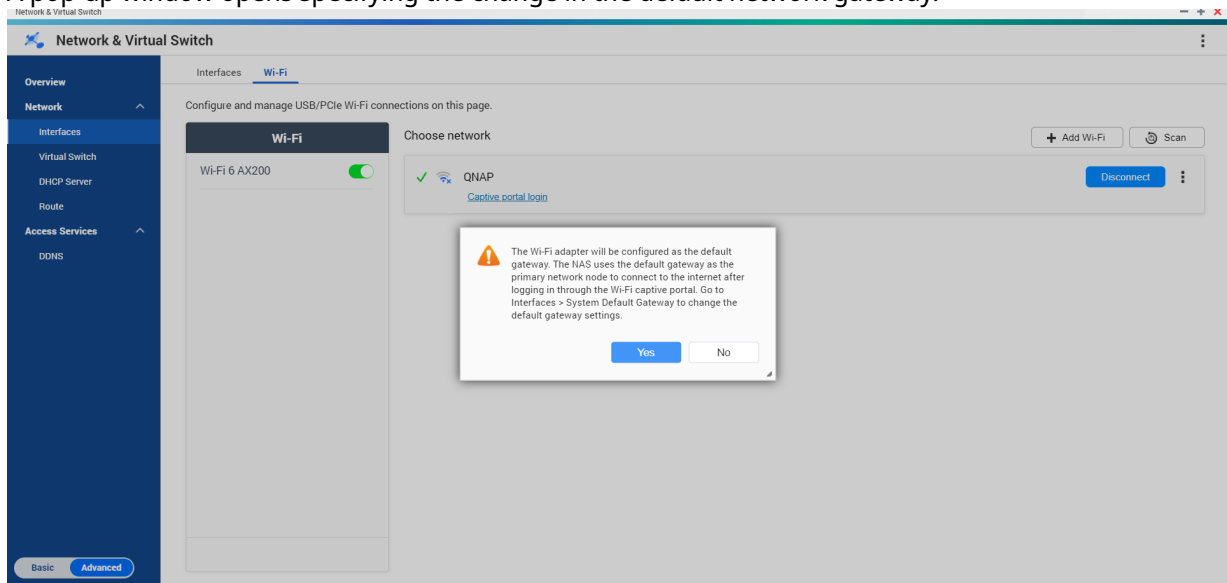 A pop-up window opens specifying the change in the default network gateway.
Network & Virtual Switch
Network & Virtual Switch
Overview
Network
Interfaces
Virtual Switch
DHCP Server
Route
Access Services
DDNS
Basic
Advanced
Interfaces
Wi-Fi
Configure and manage USB/PCIe Wi-Fi connections on this page.
Wi-Fi
Wi-Fi 6 AX200
Choose network
Add Wi-Fi
Scan
QNAP
Captive portal login
Disconnect
The Wi-Fi adapter will be configured as the default
gateway. The NAS uses the default gateway as the
primary network node to connect to the internet after
logging in through the Wi-Fi captive portal. Go to
Interfaces > System Default Gateway to change the
default gateway settings.
Yes
No